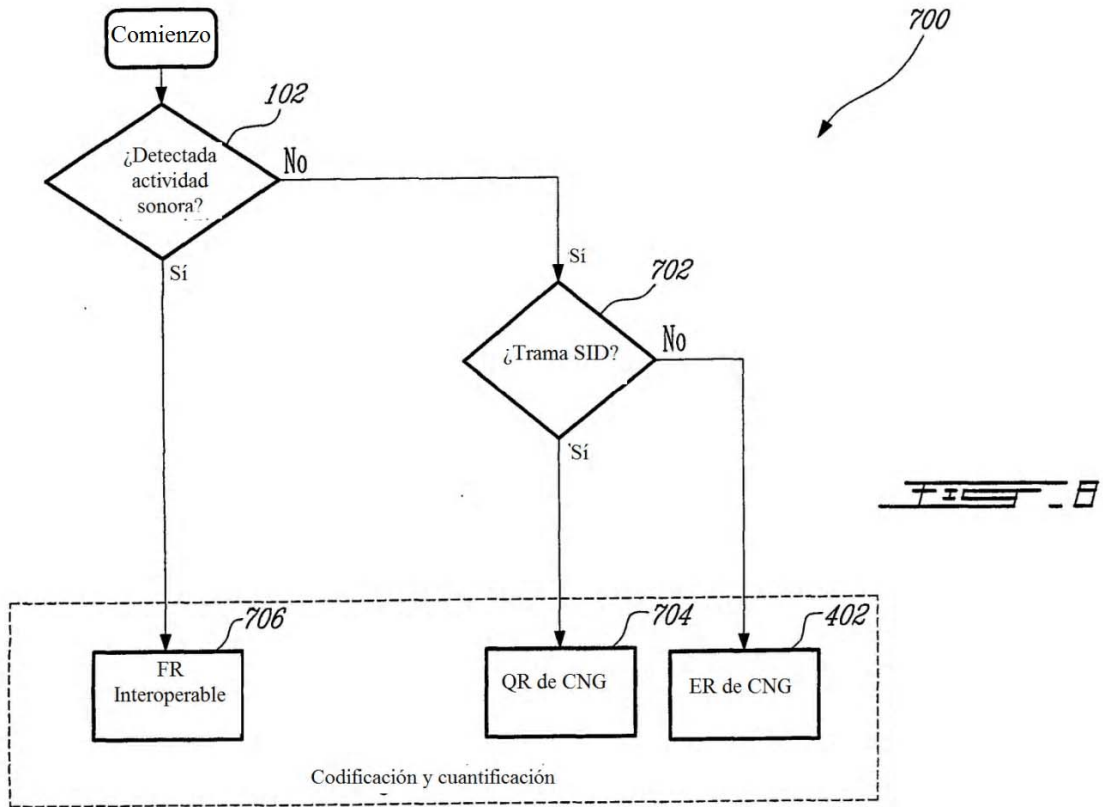 Comienzo
700
102
¿Detectada
actividad
sonora?
No
Sí
Sí
702
¿Trama SID?
No
Sí
706
FR
Interoperable
704
QR de CNG
402
ER de CNG
Codificación y cuantificación